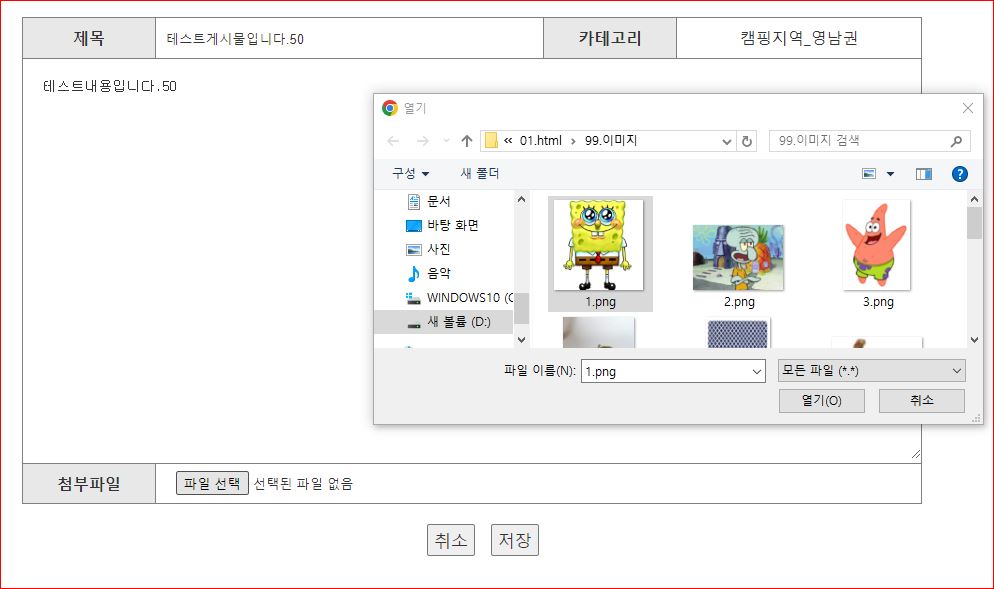 제목 테스트게시물입니다.50 카테고리 캠핑지역_영남권
테스트내용입니다.50
열기
« 01.html › 99.이미지 99.이미지 검색
구성 새 폴더
문서
바탕 화면
사진
음악
WINDOWS10 (C
새 볼륨 (D:)
1.png 2.png 3.png
파일 이름(N): 1.png 모든 파일 (*.*)
열기(O) 취소
첨부파일 파일 선택 선택된 파일 없음
취소 저장